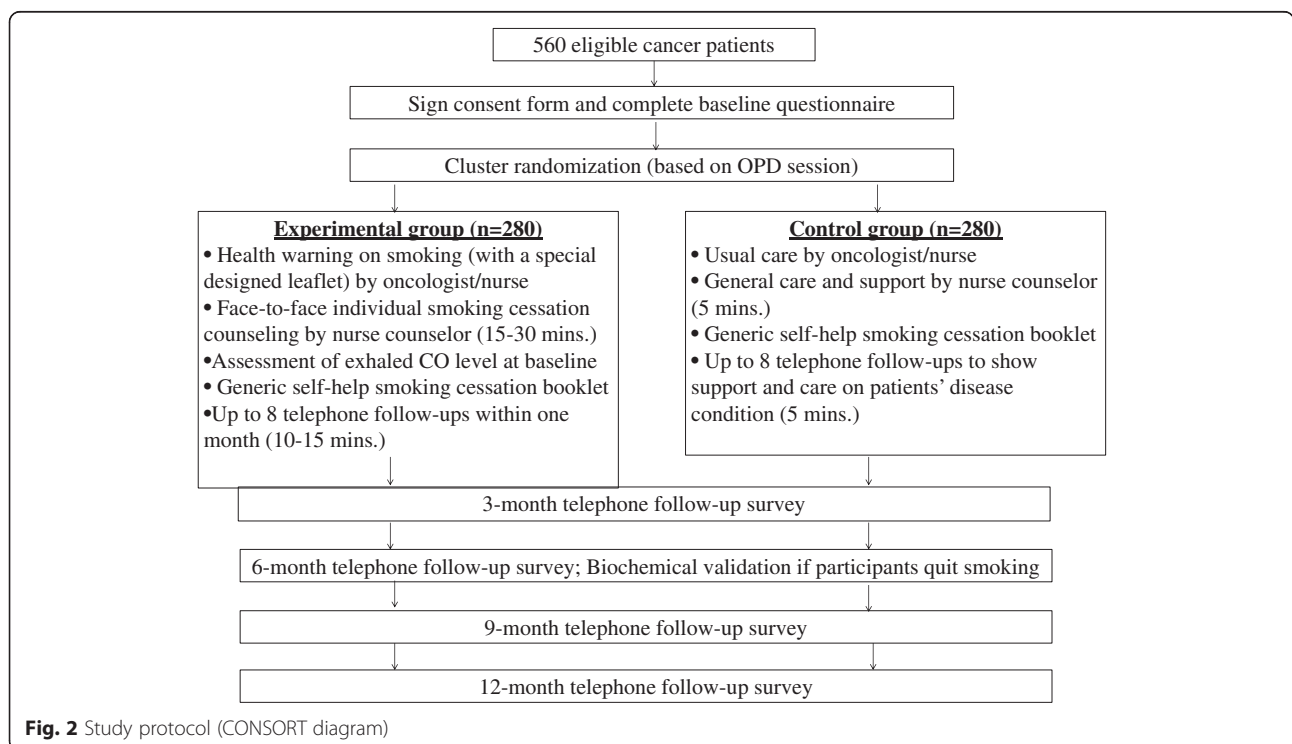 560 eligible cancer patients
Sign consent form and complete baseline questionnaire
Cluster randomization (based on OPD session)
Experimental group (n=280)
• Health warning on smoking (with a special
designed leaflet) by oncologist/nurse
• Face-to-face individual smoking cessation
counseling by nurse counselor (15-30 mins.)
•Assessment of exhaled CO level at baseline
• Generic self-help smoking cessation booklet
•Up to 8 telephone follow-ups within one
month (10-15 mins.)
Control group (n=280)
• Usual care by oncologist/nurse
• General care and support by nurse counselor
(5 mins.)
• Generic self-help smoking cessation booklet
• Up to 8 telephone follow-ups to show
support and care on patients’ disease
condition (5 mins.)
3-month telephone follow-up survey
6-month telephone follow-up survey; Biochemical validation if participants quit smoking
9-month telephone follow-up survey
12-month telephone follow-up survey
Fig. 2 Study protocol (CONSORT diagram)